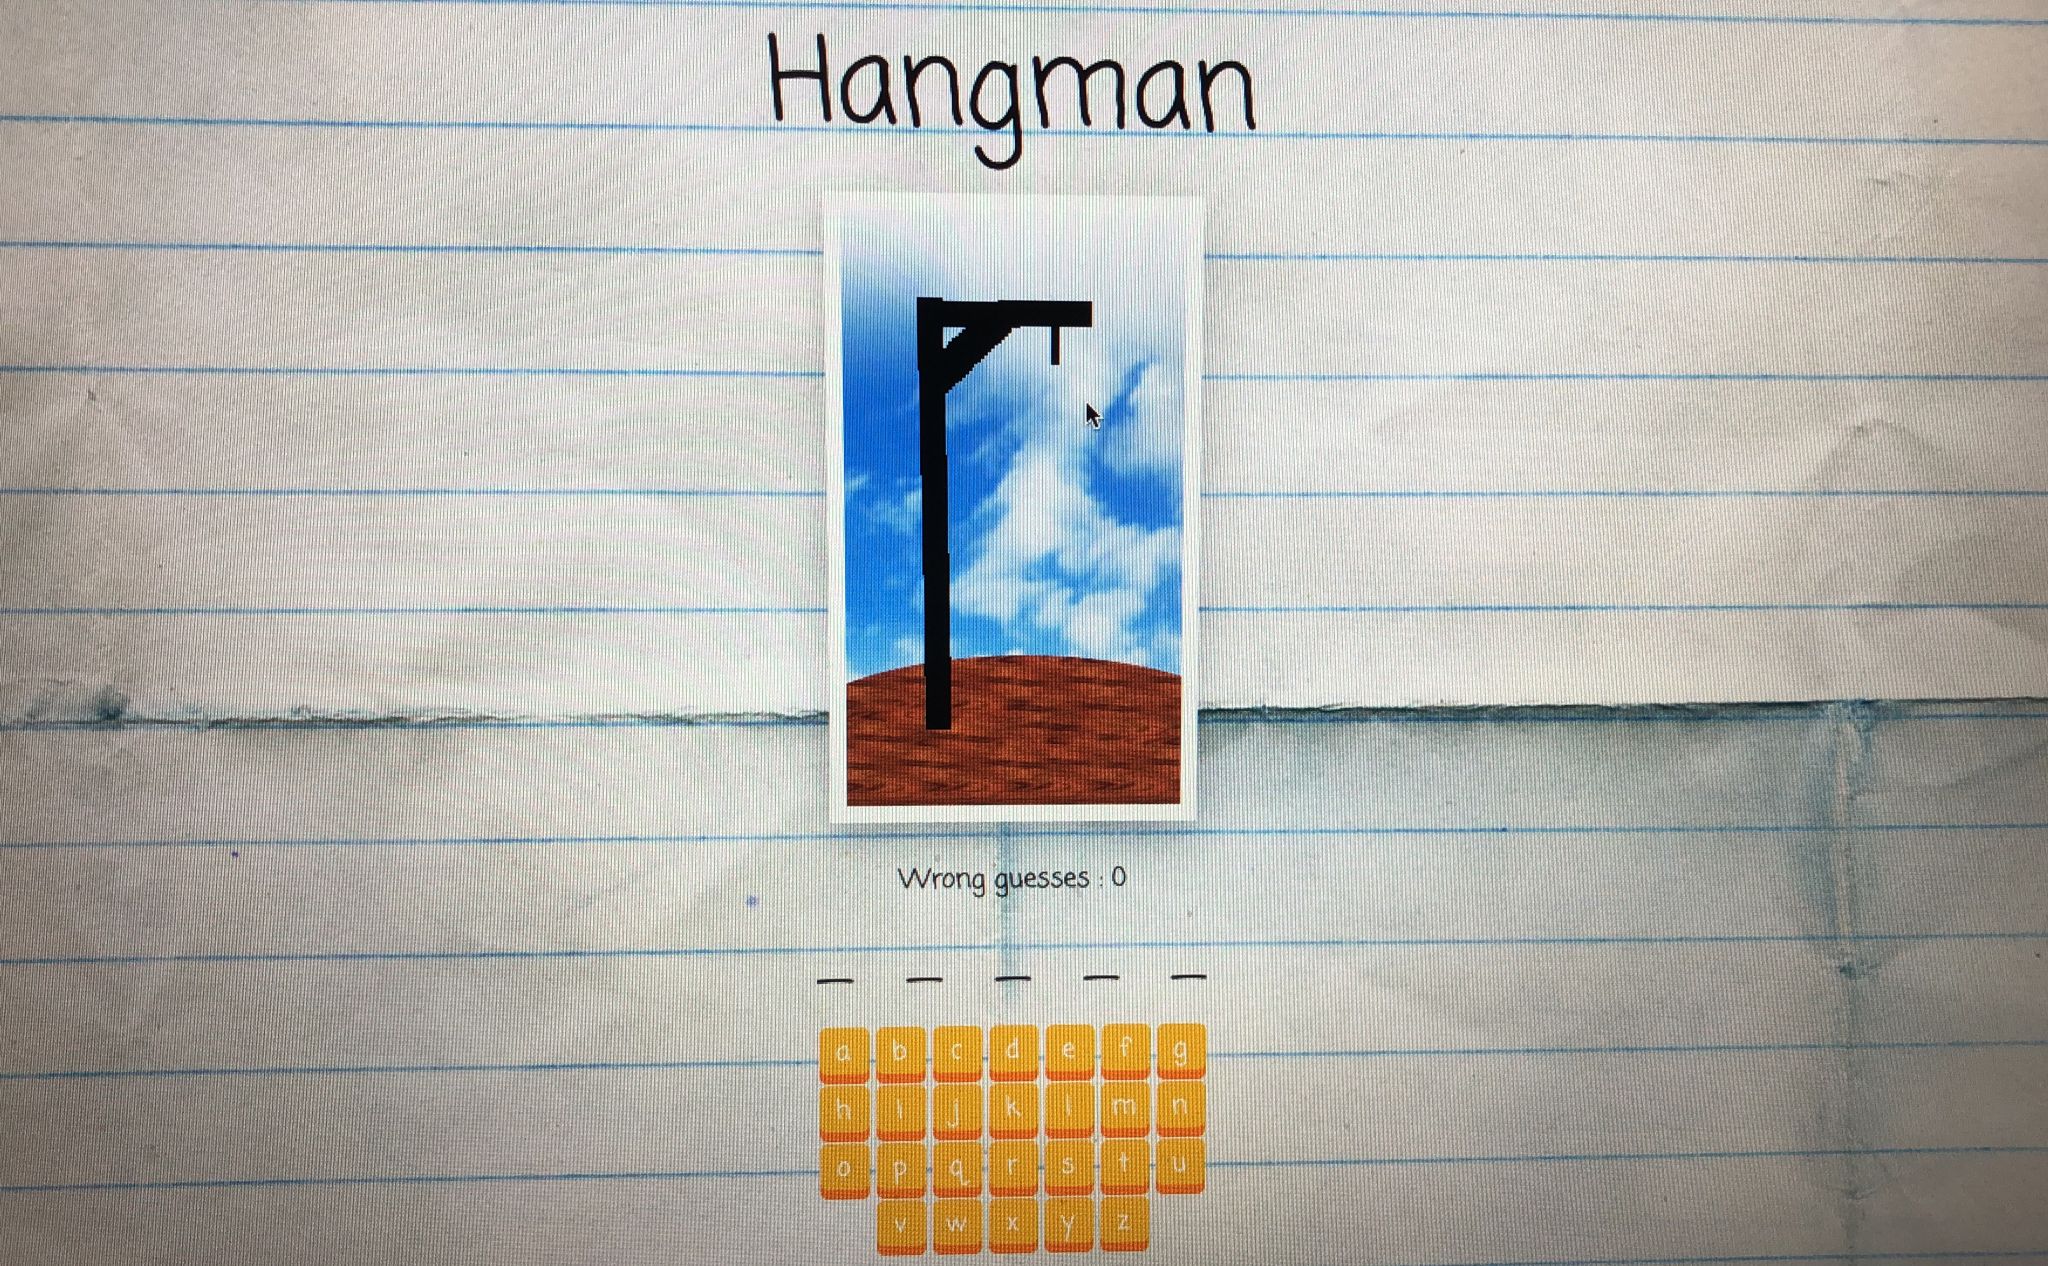 Hangman
Wrong guesses : 0
_ _ _ _ _
a b c d e f g
h i j k l m n
o p q r s t u
v w x y z